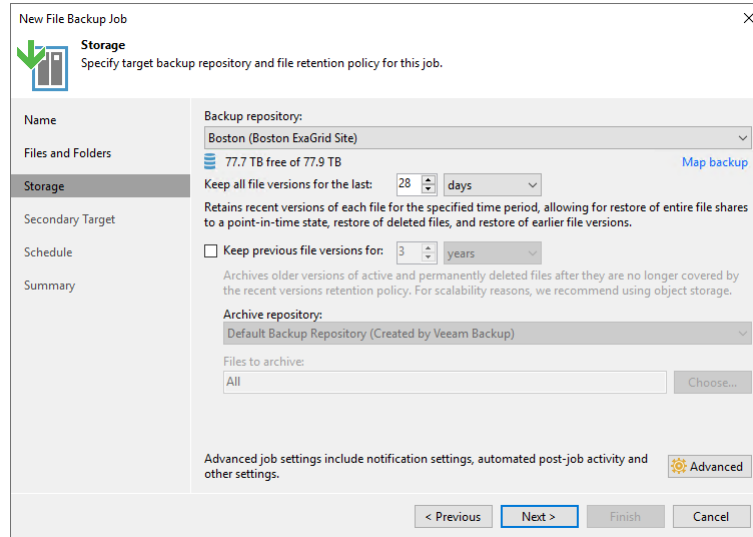 New File Backup Job
Storage
Specify target backup repository and file retention policy for this job.
Name
Files and Folders
Storage
Secondary Target
Schedule
Summary
Backup repository:
Boston (Boston ExaGrid Site)
77.7 TB free of 77.9 TB
Map backup
Keep all file versions for the last: 28 days
Retains recent versions of each file for the specified time period, allowing for restore of entire file shares
to a point-in-time state, restore of deleted files, and restore of earlier file versions.
Keep previous file versions for: 3 years
Archives older versions of active and permanently deleted files after they are no longer covered by
the recent versions retention policy. For scalability reasons, we recommend using object storage.
Archive repository:
Default Backup Repository (Created by Veeam Backup)
Files to archive:
All
Choose...
Advanced job settings include notification settings, automated post-job activity and
other settings.
Advanced
< Previous
Next >
Finish
Cancel